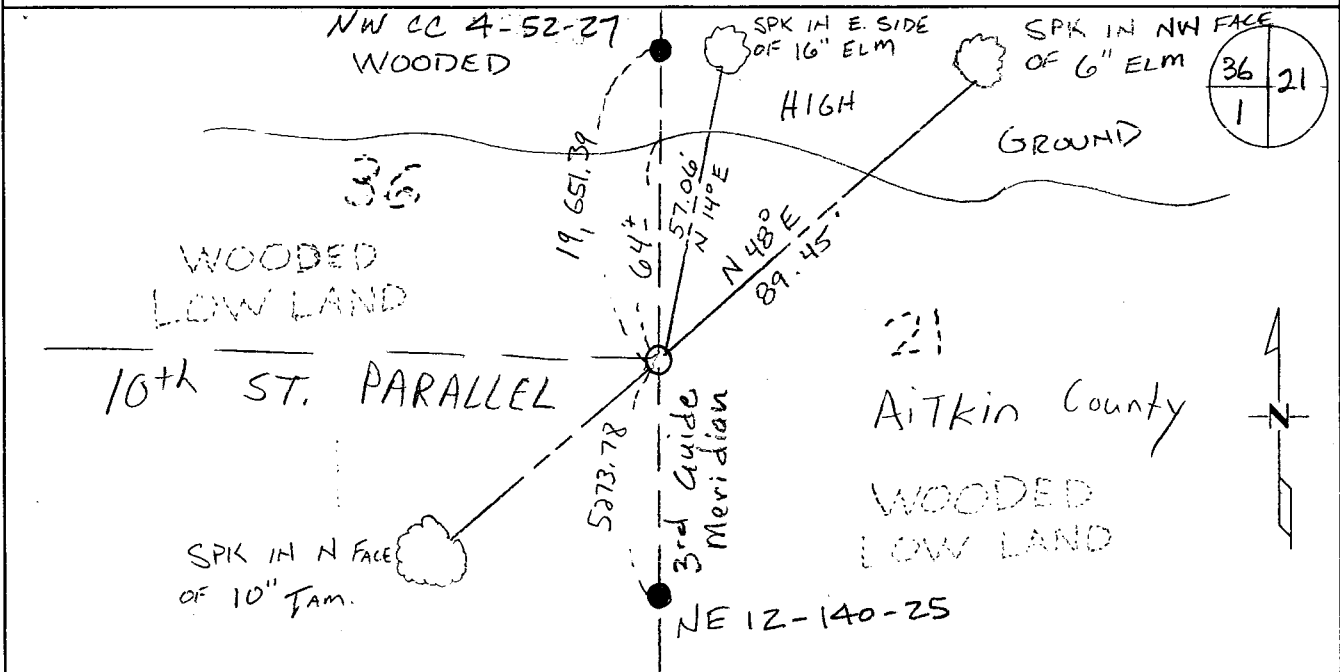 NW CC 4-52-27
WOODED
SPK IN E. SIDE
OF 16" ELM
SPK IN NW FACE
OF 6" ELM
36
21
1
HIGH
GROUND
36
19,651.39
64±
57.06'
N 14° E
N 48° E
89.45'
WOODED
LOW LAND
21
10th ST. PARALLEL
AiTkin County
N
5273.78
3rd Guide
Meridian
WOODED
LOW LAND
SPK IN N FACE
OF 10" TAM.
NE 12-140-25